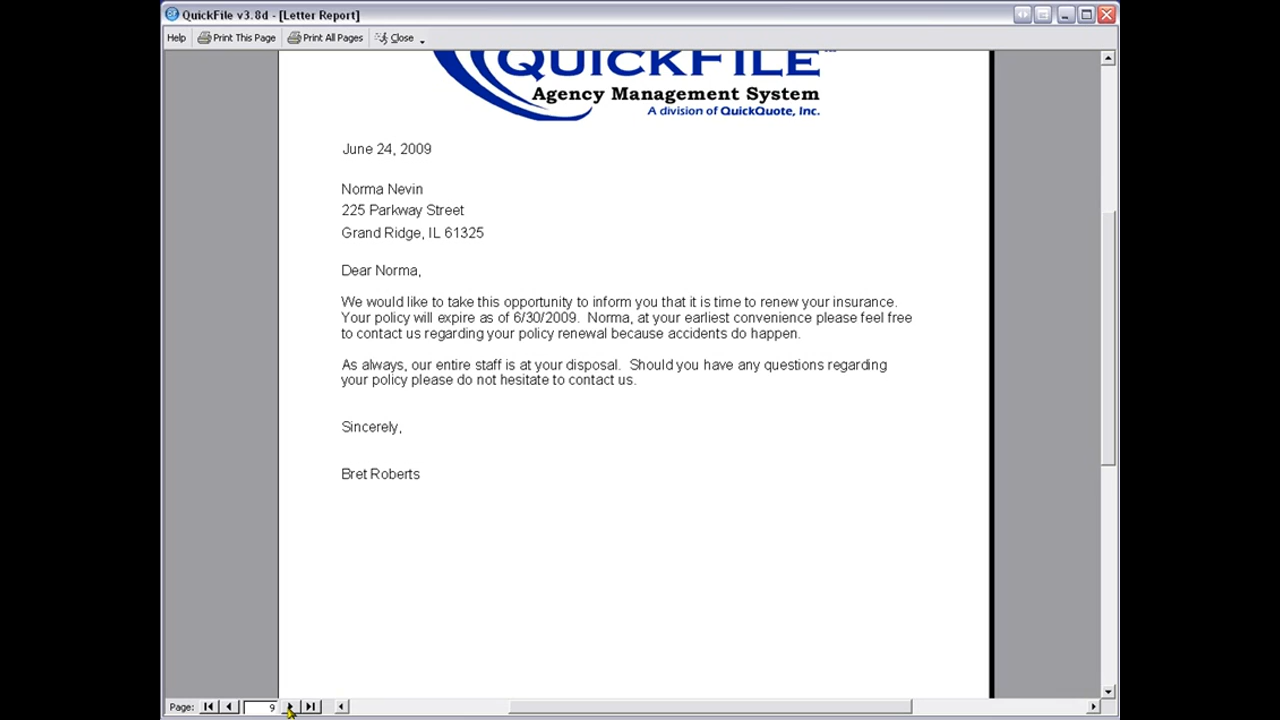 QuickFile v3.8d - [Letter Report]
Help Print This Page Print All Pages Close
QUICKFILE
Agency Management System
A division of QuickQuote, Inc.
June 24, 2009
Norma Nevin
225 Parkway Street
Grand Ridge, IL 61325
Dear Norma,
We would like to take this opportunity to inform you that it is time to renew your insurance.
Your policy will expire as of 6/30/2009.  Norma, at your earliest convenience please feel free
to contact us regarding your policy renewal because accidents do happen.
As always, our entire staff is at your disposal.  Should you have any questions regarding
your policy please do not hesitate to contact us.
Sincerely,
Bret Roberts
Page: 9